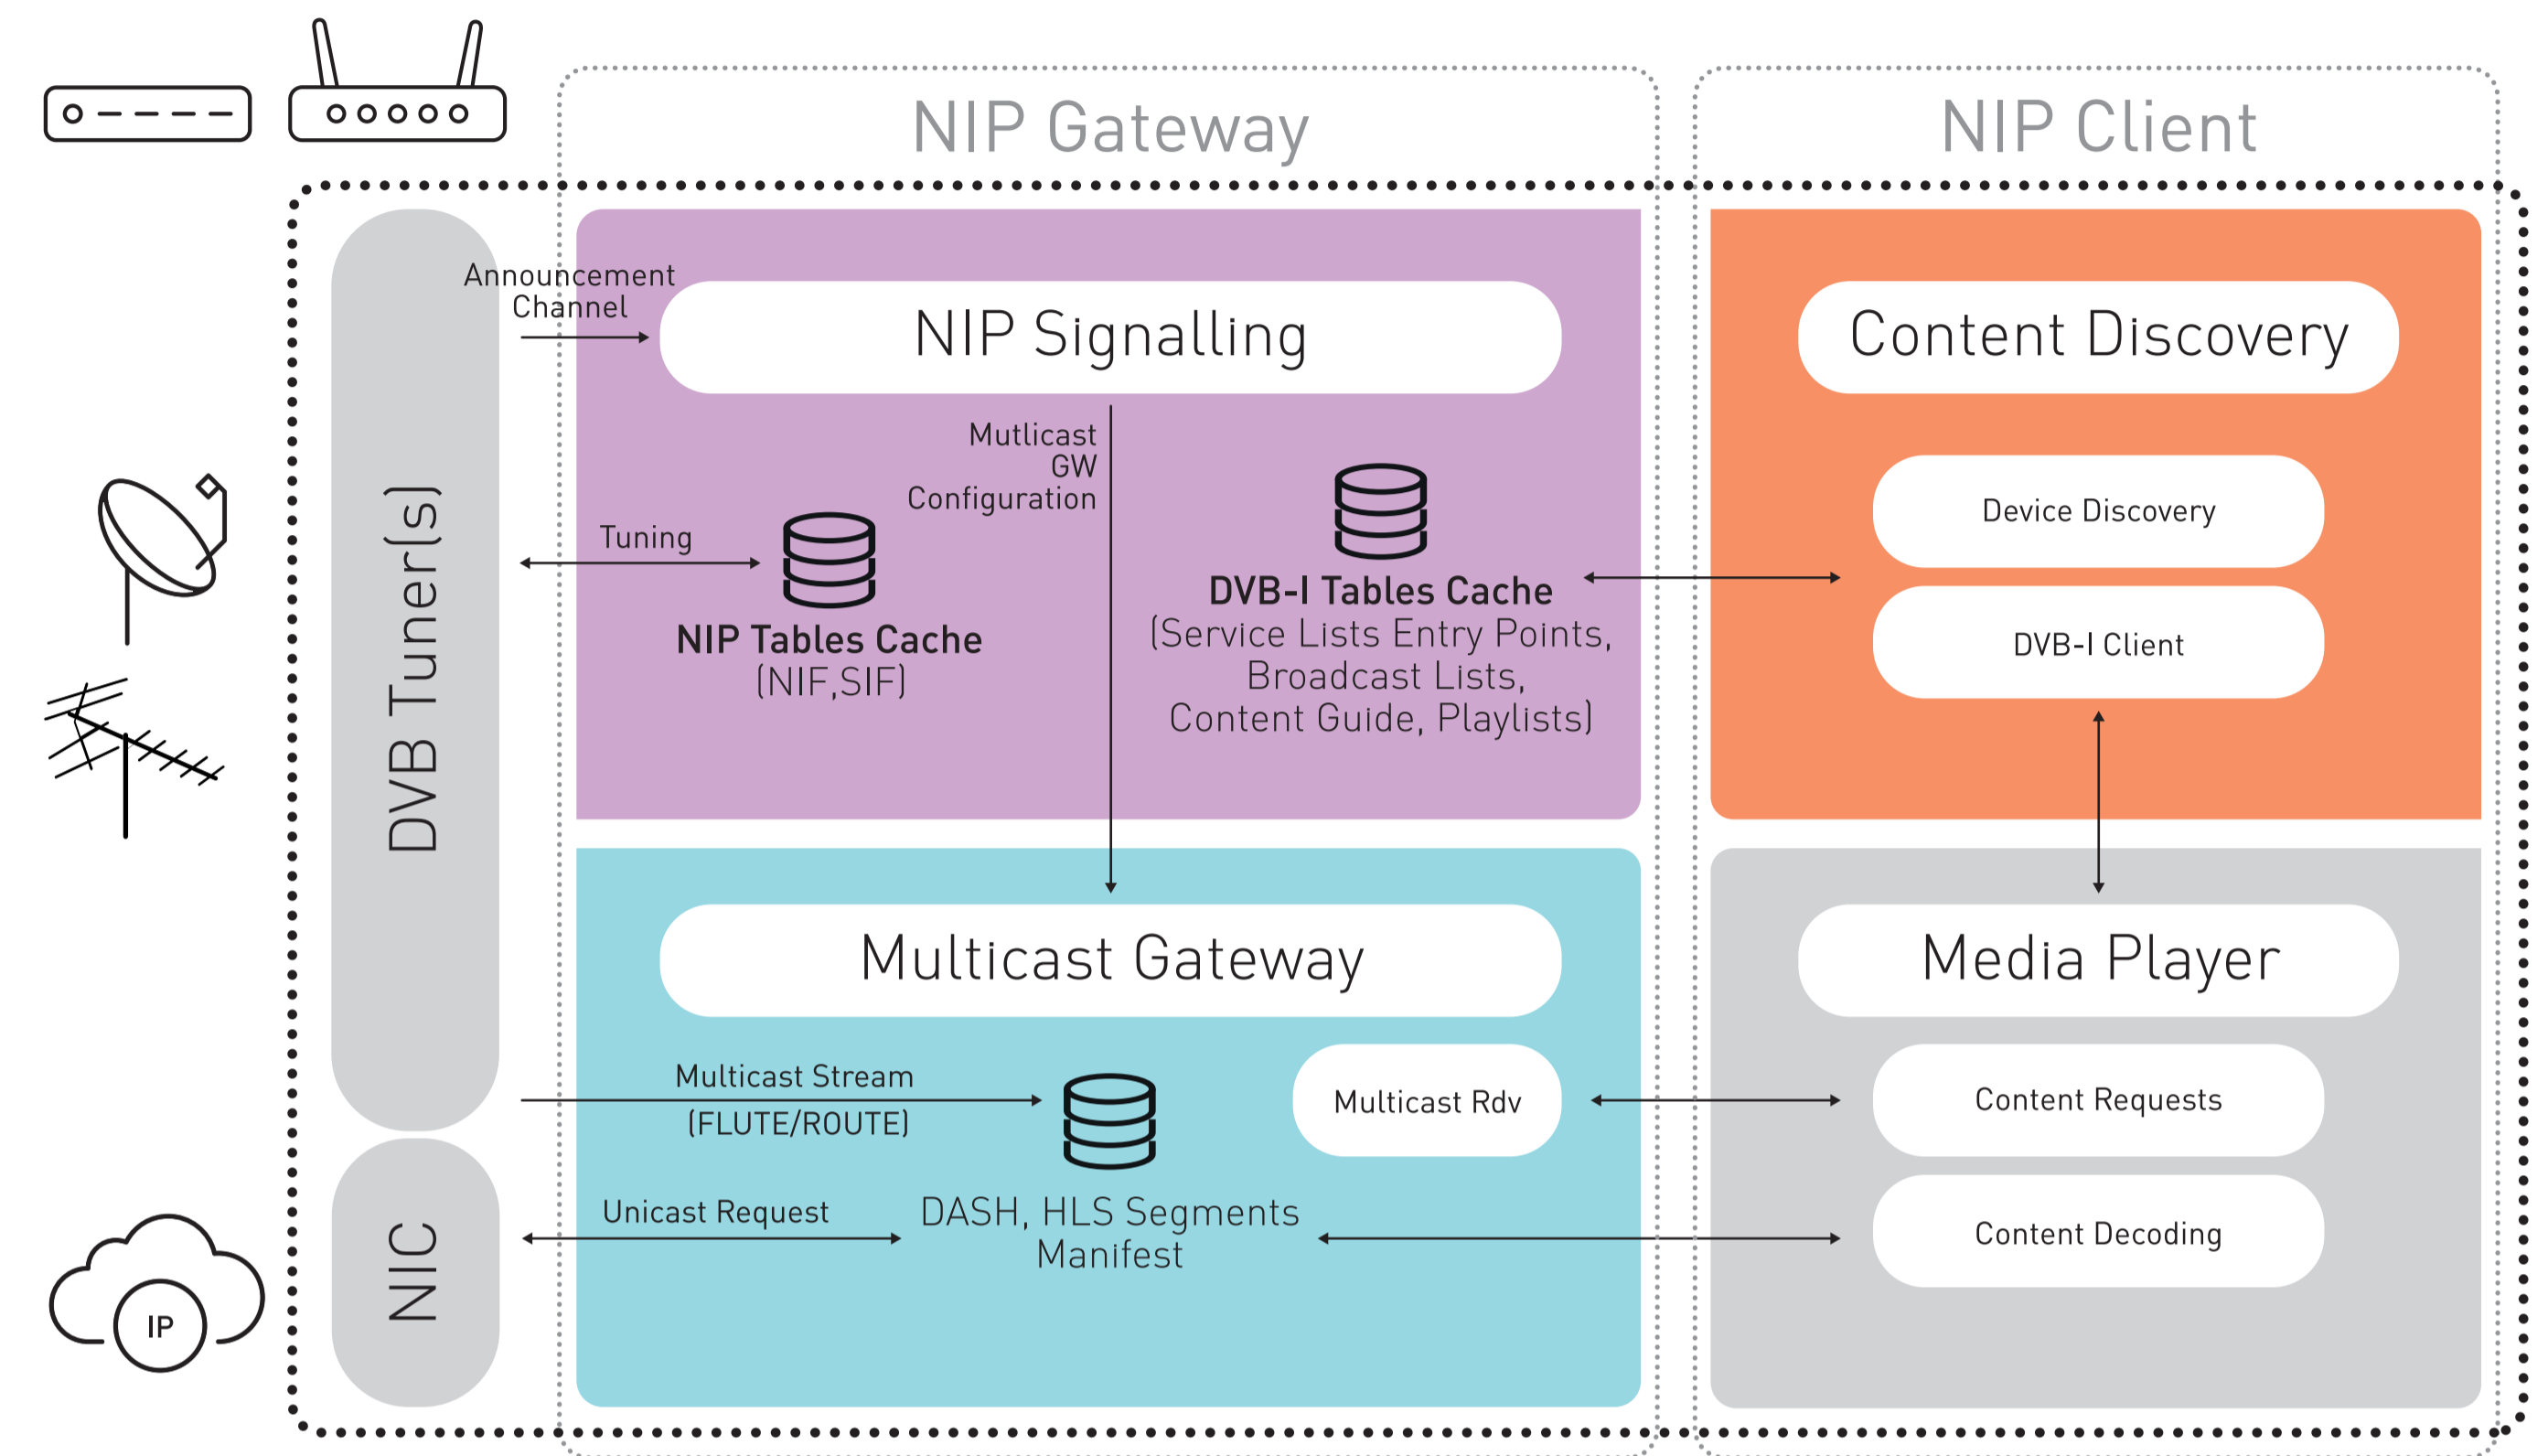 NIP Gateway
NIP Client
Announcement
Channel
NIP Signalling
Content Discovery
Mutlicast
GW
Configuration
Tuning
NIP Tables Cache
(NIF,SIF)
DVB-I Tables Cache
(Service Lists Entry Points,
Broadcast Lists,
Content Guide, Playlists)
Device Discovery
DVB-I Client
DVB Tuner(s)
Multicast Gateway
Media Player
Multicast Stream
(FLUTE/ROUTE)
Multicast Rdv
Content Requests
Unicast Request
DASH, HLS Segments
Manifest
Content Decoding
NIC
IP